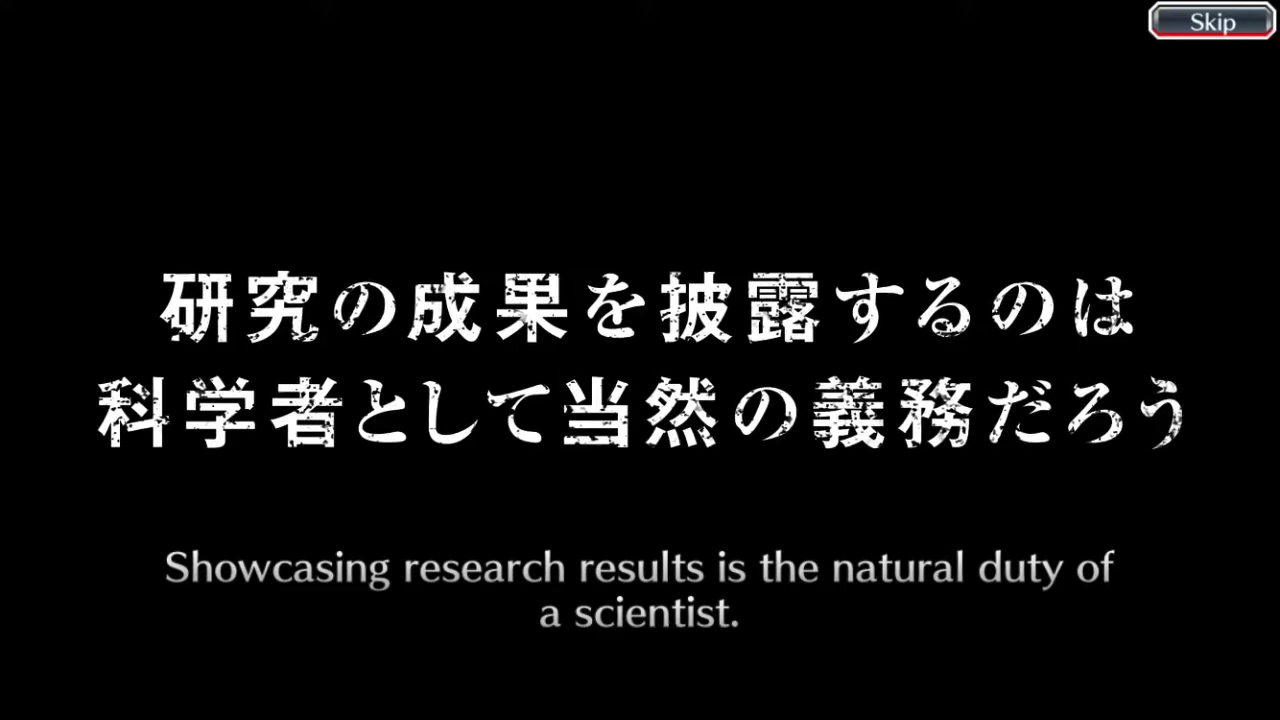 Skip
研究の成果を披露するのは
科学者として当然の義務だろう
Showcasing research results is the natural duty of
a scientist.